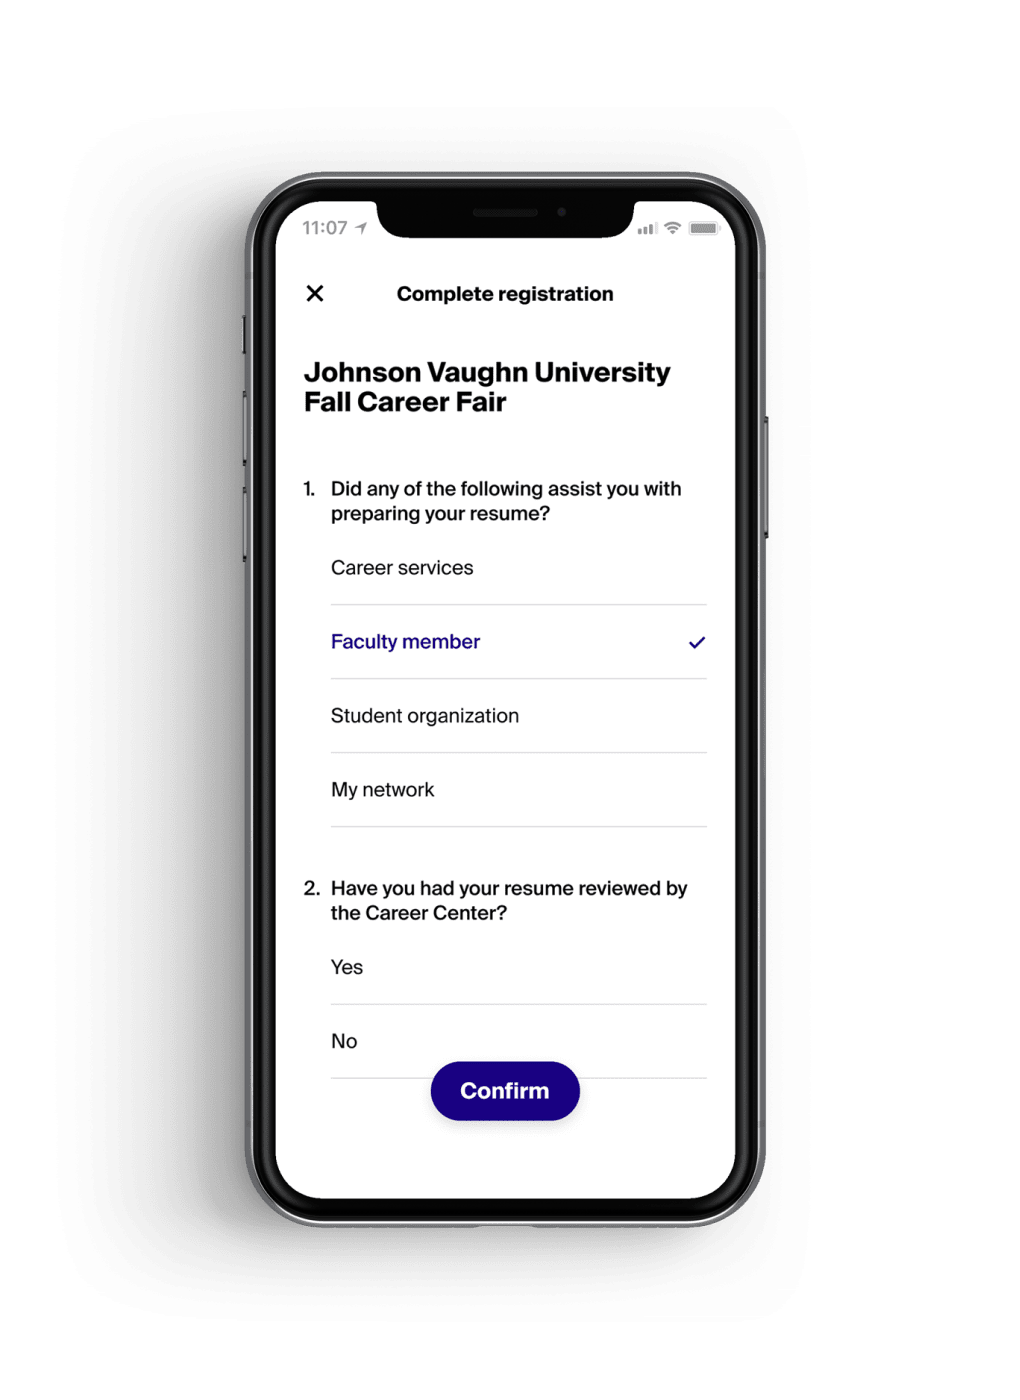 11:07
Complete registration
Johnson Vaughn University
Fall Career Fair
1. Did any of the following assist you with
preparing your resume?
Career services
Faculty member
Student organization
My network
2. Have you had your resume reviewed by
the Career Center?
Yes
No
Confirm